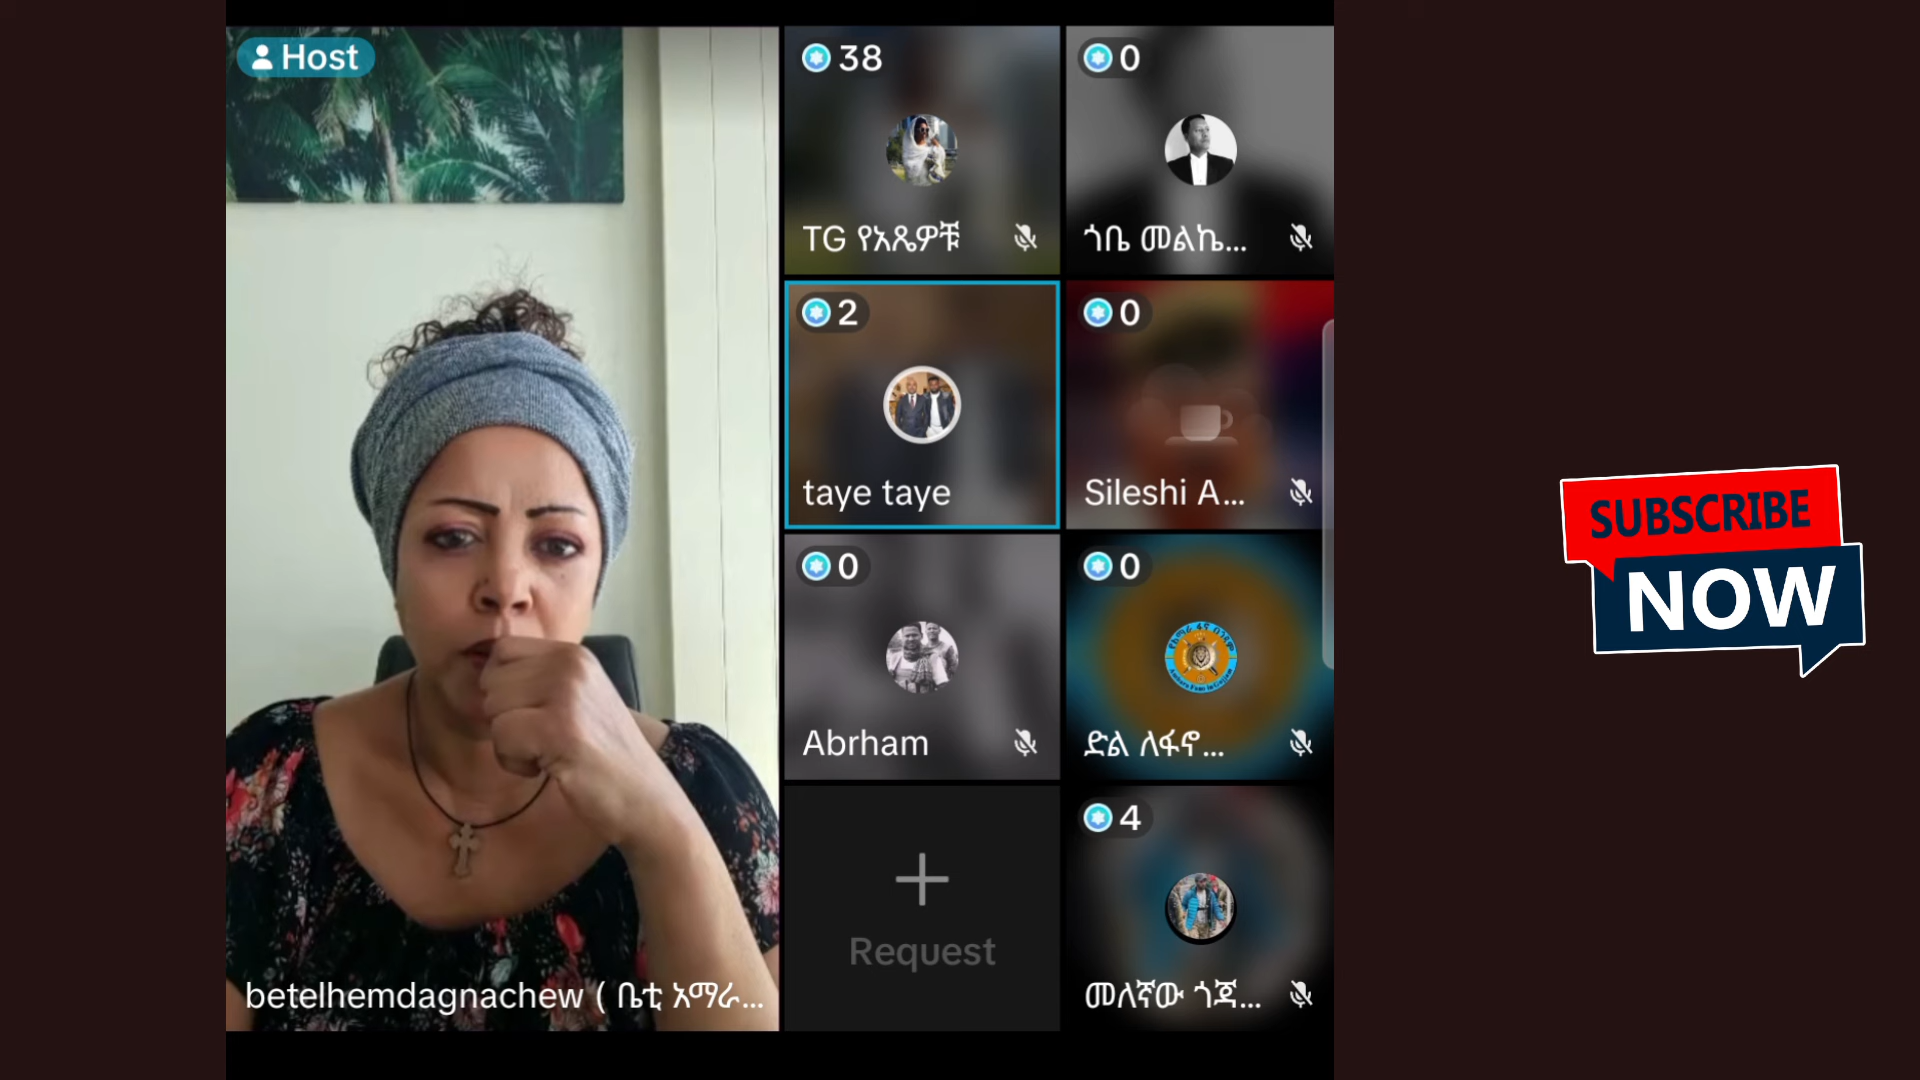 Host
38
TG የአጼዎቹ
0
ጎቤ መልኬ...
2
taye taye
0
Sileshi A...
0
Abrham
0
ድል ለፋኖ...
Request
4
መለኛው ጎጃ...
betelhemdagnachew ( ቤቲ አማራ...
SUBSCRIBE
NOW